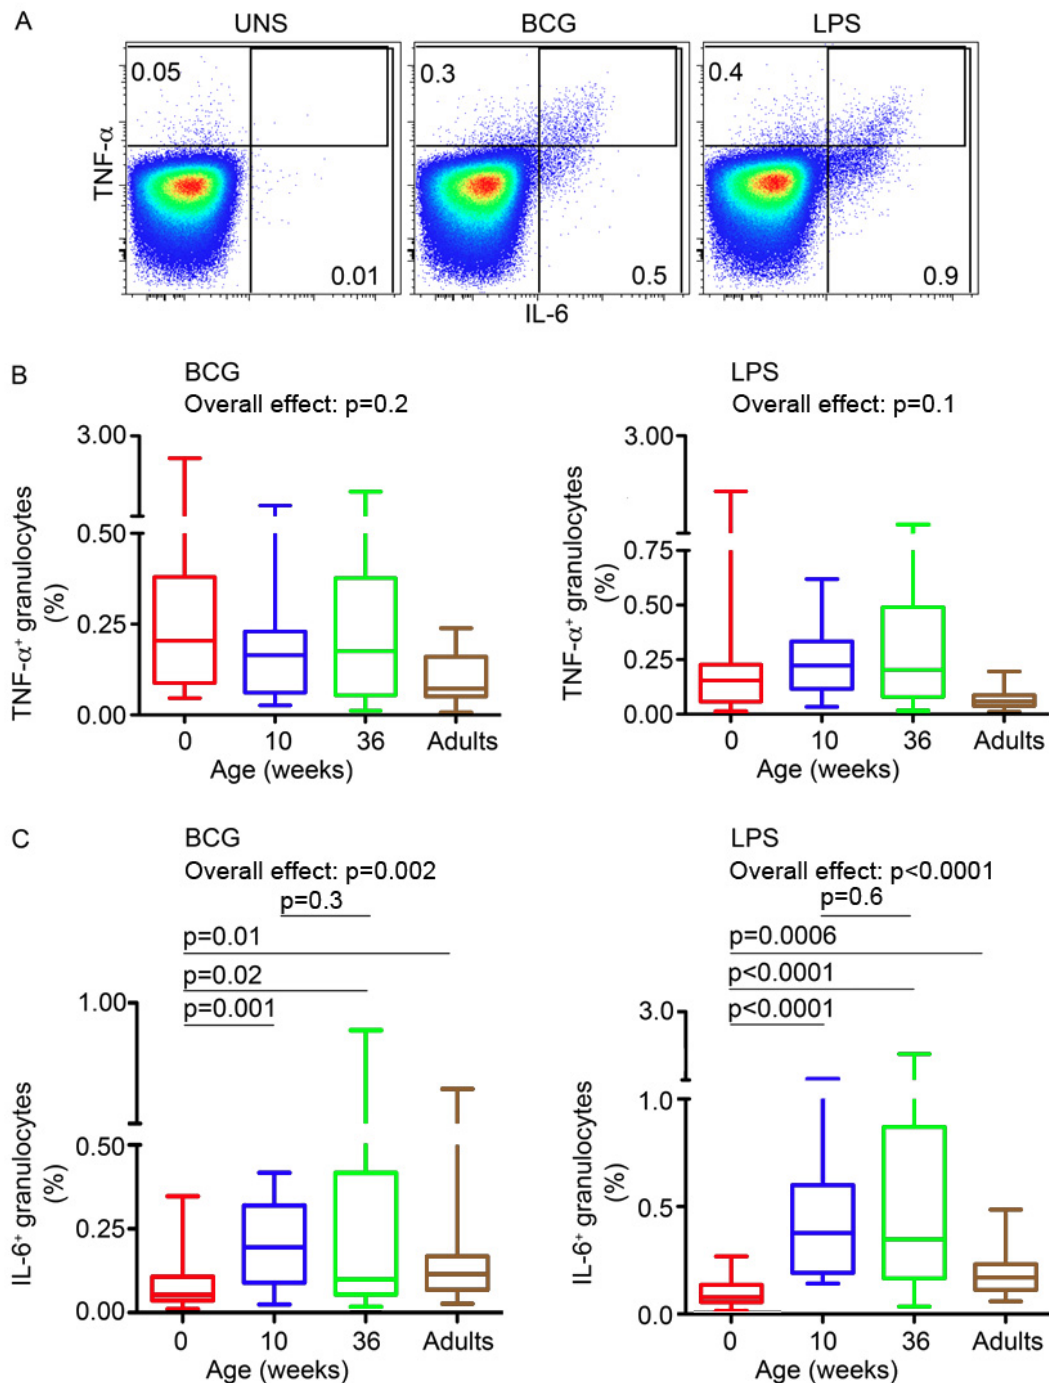 A
UNS
BCG
LPS
0.05
0.3
0.4
TNF-α
0.01
0.5
0.9
IL-6
B
BCG
LPS
Overall effect: p=0.2
Overall effect: p=0.1
3.00
0.50
0.25
0.00
TNF-α⁺ granulocytes
(%)
0
10
36
Adults
Age (weeks)
3.00
0.75
0.50
0.25
0.00
TNF-α⁺ granulocytes
(%)
0
10
36
Adults
Age (weeks)
C
BCG
LPS
Overall effect: p=0.002
Overall effect: p<0.0001
p=0.3
p=0.01
p=0.02
p=0.001
p=0.6
p=0.0006
p<0.0001
p<0.0001
1.00
0.50
0.25
0.00
IL-6⁺ granulocytes
(%)
0
10
36
Adults
Age (weeks)
3.0
1.0
0.5
0.0
IL-6⁺ granulocytes
(%)
0
10
36
Adults
Age (weeks)